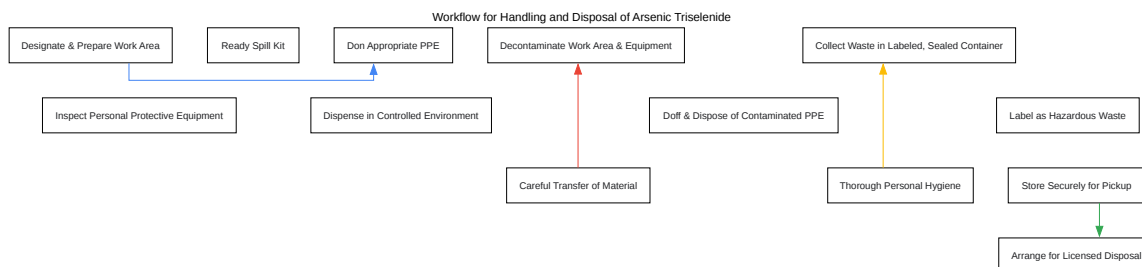 Workflow for Handling and Disposal of Arsenic Triselenide
Designate & Prepare Work Area
Ready Spill Kit
Don Appropriate PPE
Decontaminate Work Area & Equipment
Collect Waste in Labeled, Sealed Container
Inspect Personal Protective Equipment
Dispense in Controlled Environment
Doff & Dispose of Contaminated PPE
Label as Hazardous Waste
Careful Transfer of Material
Thorough Personal Hygiene
Store Securely for Pickup
Arrange for Licensed Disposal